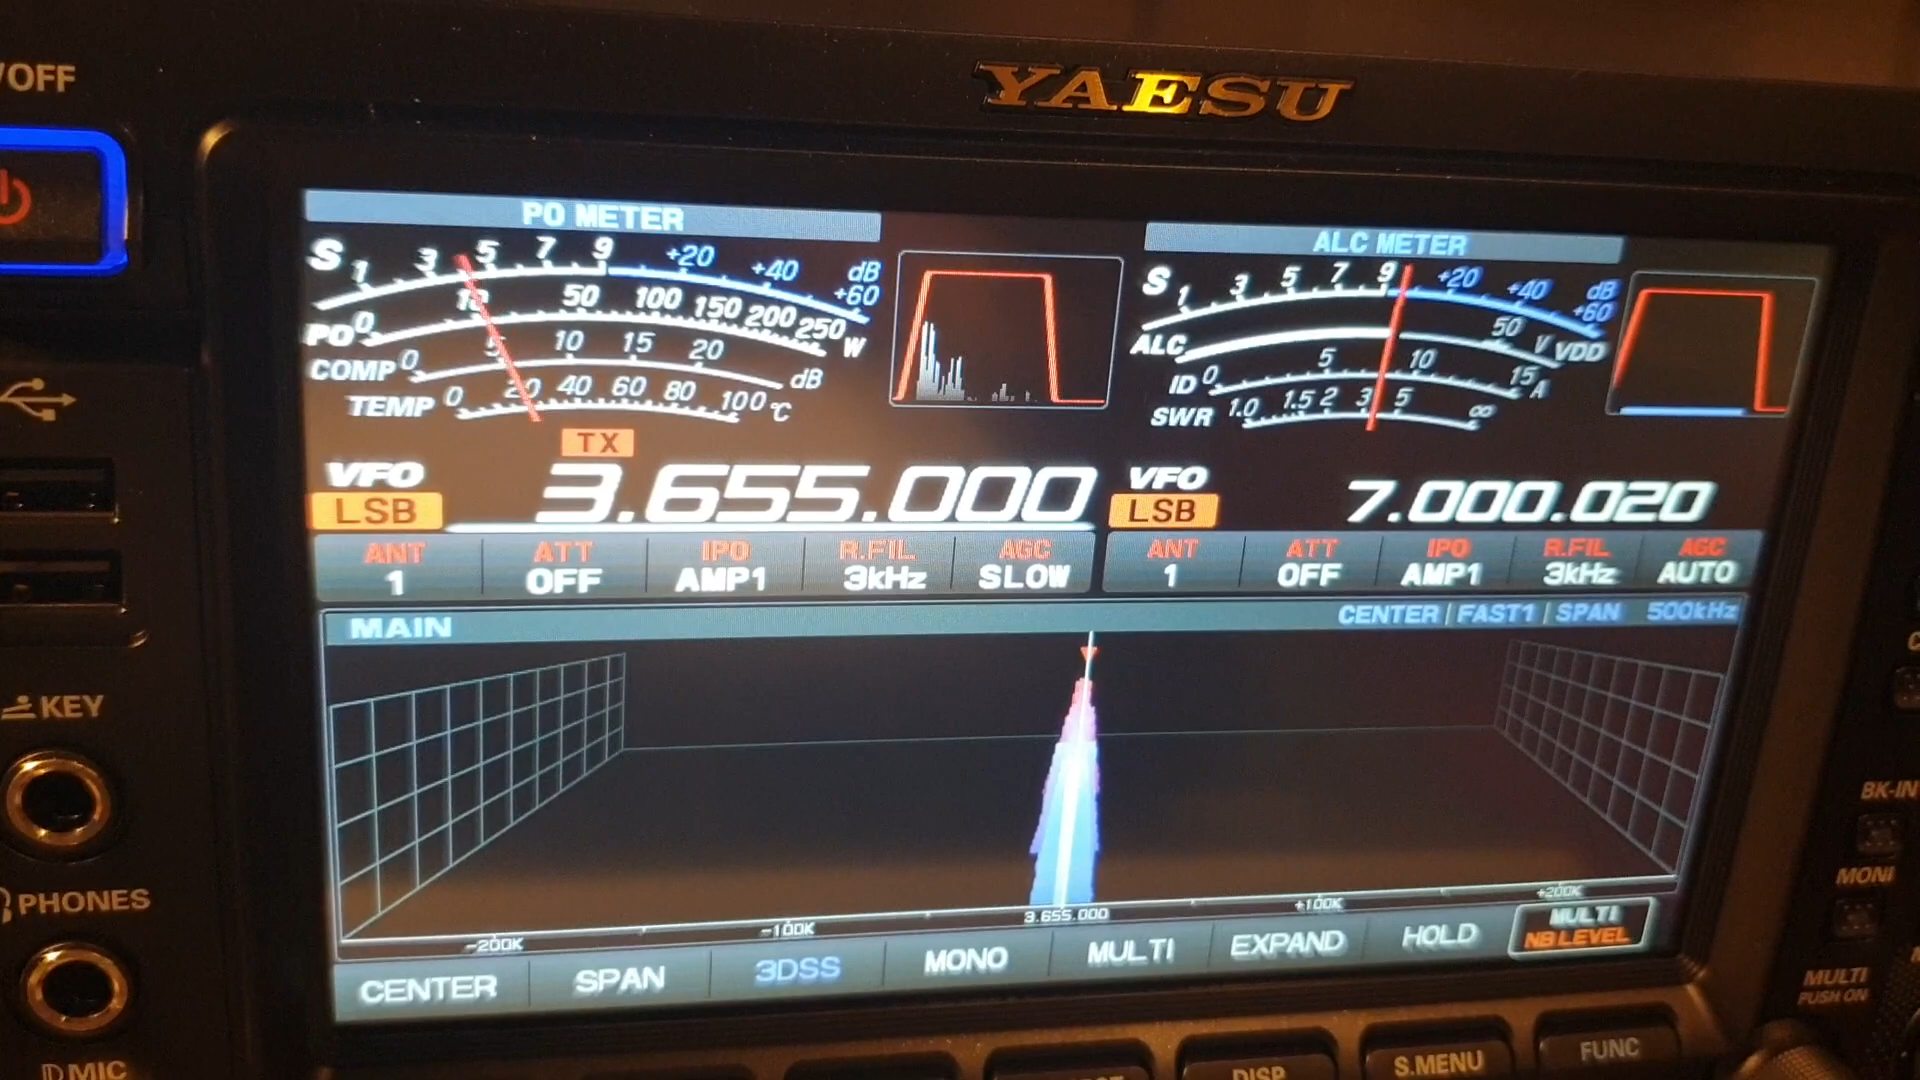 /OFF
YAESU
PO METER
S 1 3 5 7 9 +20 +40 +60 dB
PO 0 10 50 100 150 200 250 W
COMP 0 5 10 15 20 dB
TEMP 0 20 40 60 80 100 °C
ALC METER
S 1 3 5 7 9 +20 +40 +60 dB
ALC 50 V VDD
ID 0 5 10 15 A
SWR 1.0 1.5 2 3 5 ∞
TX
VFO
LSB
3.655.000
VFO
LSB
7.000.020
ANT ATT IPO R.FIL AGC
1 OFF AMP1 3kHz SLOW
ANT ATT IPO R.FIL AGC
1 OFF AMP1 3kHz AUTO
MAIN
CENTER | FAST1 | SPAN 500kHz
-200K -100K 3.655.000 +100K +200K
CENTER SPAN 3DSS MONO MULTI EXPAND HOLD MULTI
NB LEVEL
KEY
PHONES
MIC
BK-IN
MONI
MULTI
PUSH ON
DISP
S.MENU
FUNC